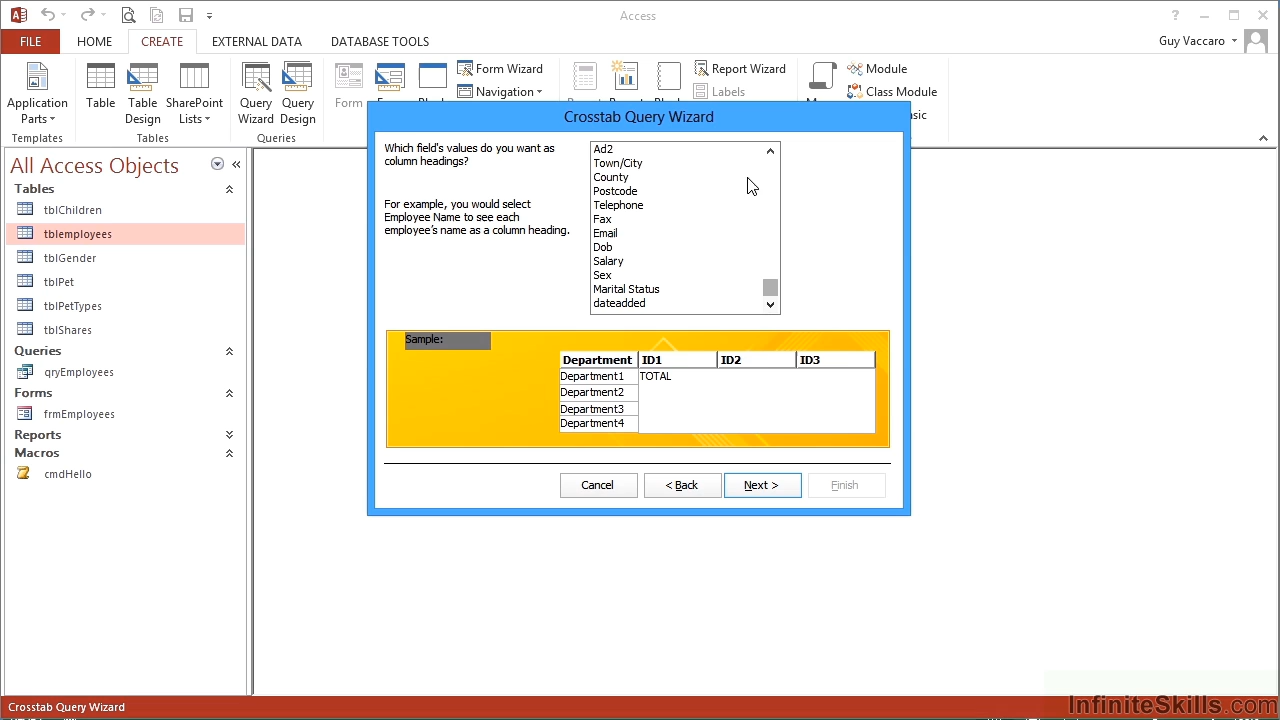 Access
?
Guy Vaccaro
FILE
HOME
CREATE
EXTERNAL DATA
DATABASE TOOLS
Application
Parts
Templates
Table
Table
Design
SharePoint
Lists
Tables
Query
Wizard
Query
Design
Queries
Form
Form Wizard
Navigation
Report Wizard
Labels
Module
Class Module
All Access Objects
Tables
tblChildren
tblemployees
tblGender
tblPet
tblPetTypes
tblShares
Queries
qryEmployees
Forms
frmEmployees
Reports
Macros
cmdHello
Crosstab Query Wizard
Which field's values do you want as
column headings?
For example, you would select
Employee Name to see each
employee's name as a column heading.
Ad2
Town/City
County
Postcode
Telephone
Fax
Email
Dob
Salary
Sex
Marital Status
dateadded
Sample:
Department ID1 ID2 ID3
Department1 TOTAL
Department2
Department3
Department4
Cancel
< Back
Next >
Finish
Crosstab Query Wizard
InfiniteSkills.com